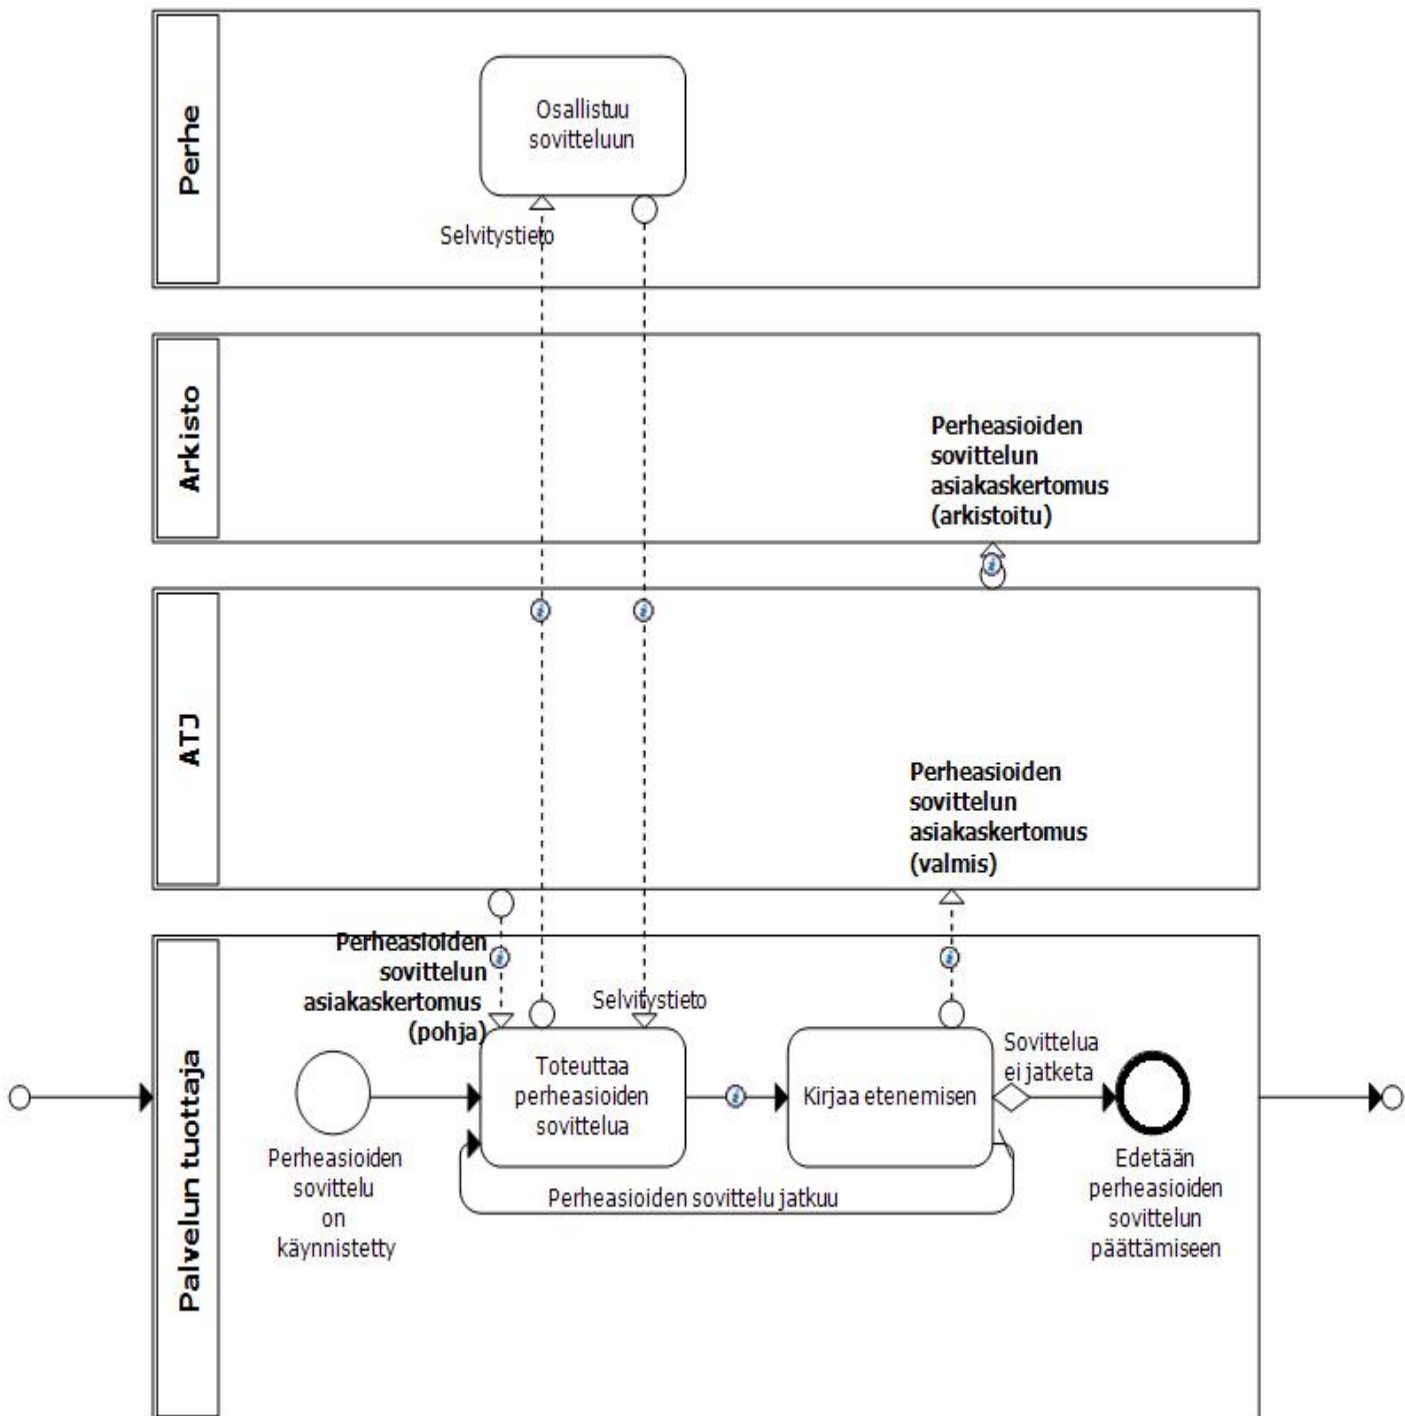 Perhe
Osallistuu
sovitteluun
Selvitystieto
Arkisto
Perheasioiden
sovittelun
asiakaskertomus
(arkistoitu)
ATJ
Perheasioiden
sovittelun
asiakaskertomus
(valmis)
Palvelun tuottaja
Perheasioiden
sovittelun
asiakaskertomus
(pohja)
Selvitystieto
Perheasioiden
sovittelu
on
käynnistetty
Toteuttaa
perheasioiden
sovittelua
Kirjaa etenemisen
Sovittelua
ei jatketa
Perheasioiden sovittelu jatkuu
Edetään
perheasioiden
sovittelun
päättämiseen